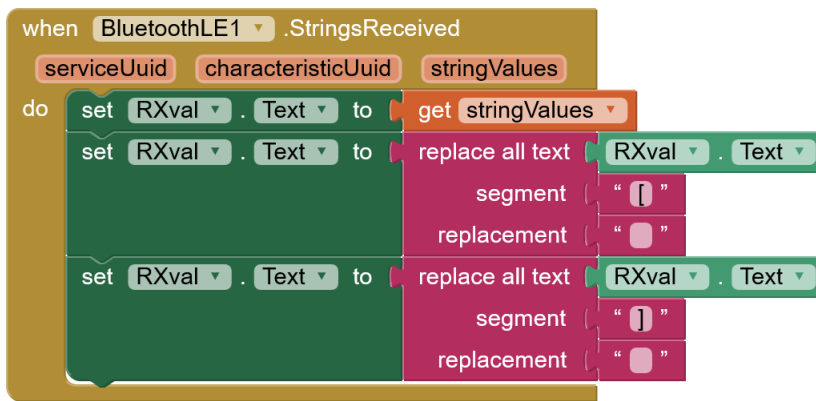 when BluetoothLE1 .StringsReceived
serviceUuid characteristicUuid stringValues
do set RXval . Text to get stringValues
set RXval . Text to replace all text RXval . Text
segment “ [ ”
replacement “ ”
set RXval . Text to replace all text RXval . Text
segment “ ] ”
replacement “ ”